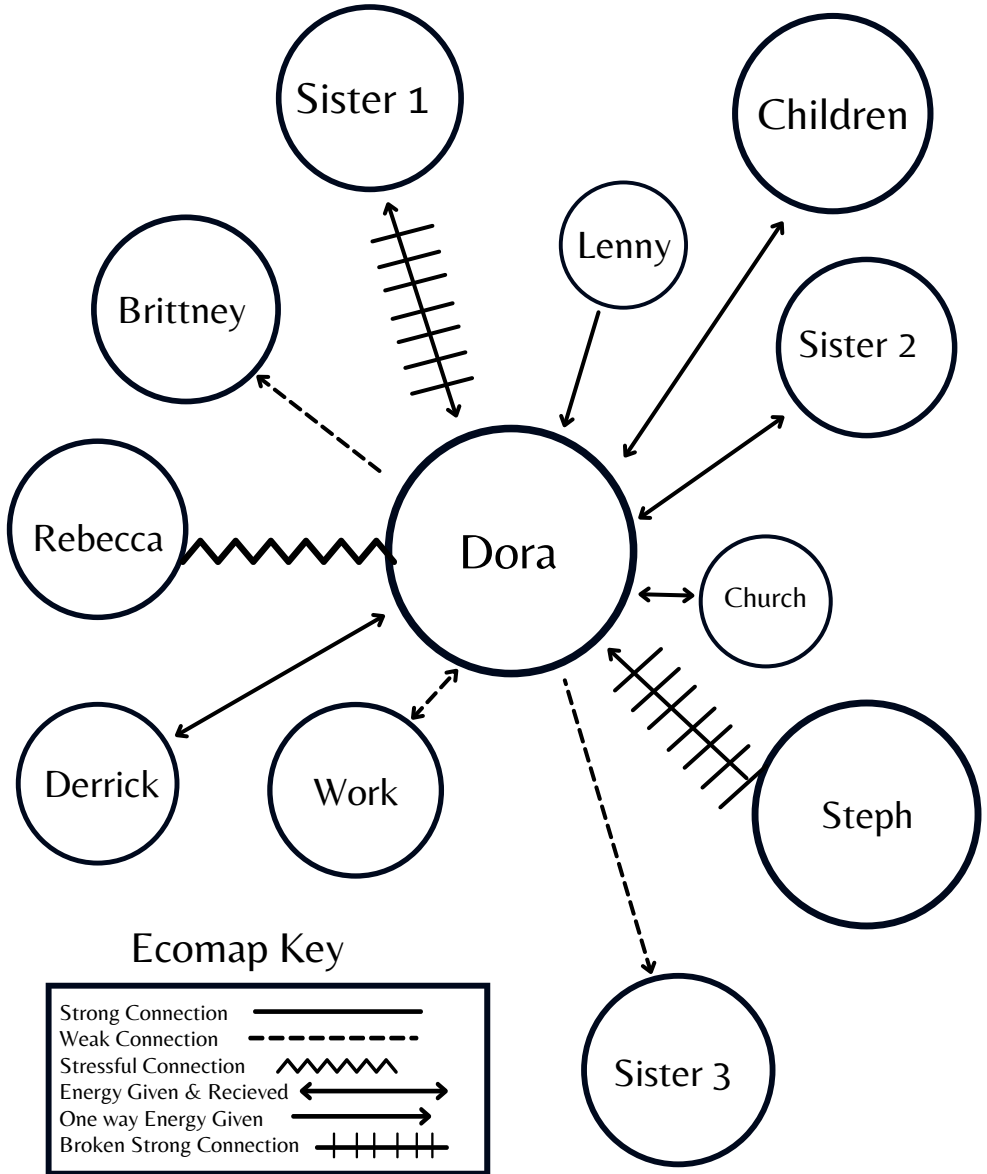 Sister 1
Children
Lenny
Brittney
Sister 2
Rebecca
Dora
Church
Derrick
Work
Steph
Sister 3
Ecomap Key
Strong Connection
Weak Connection
Stressful Connection
Energy Given & Recieved
One way Energy Given
Broken Strong Connection